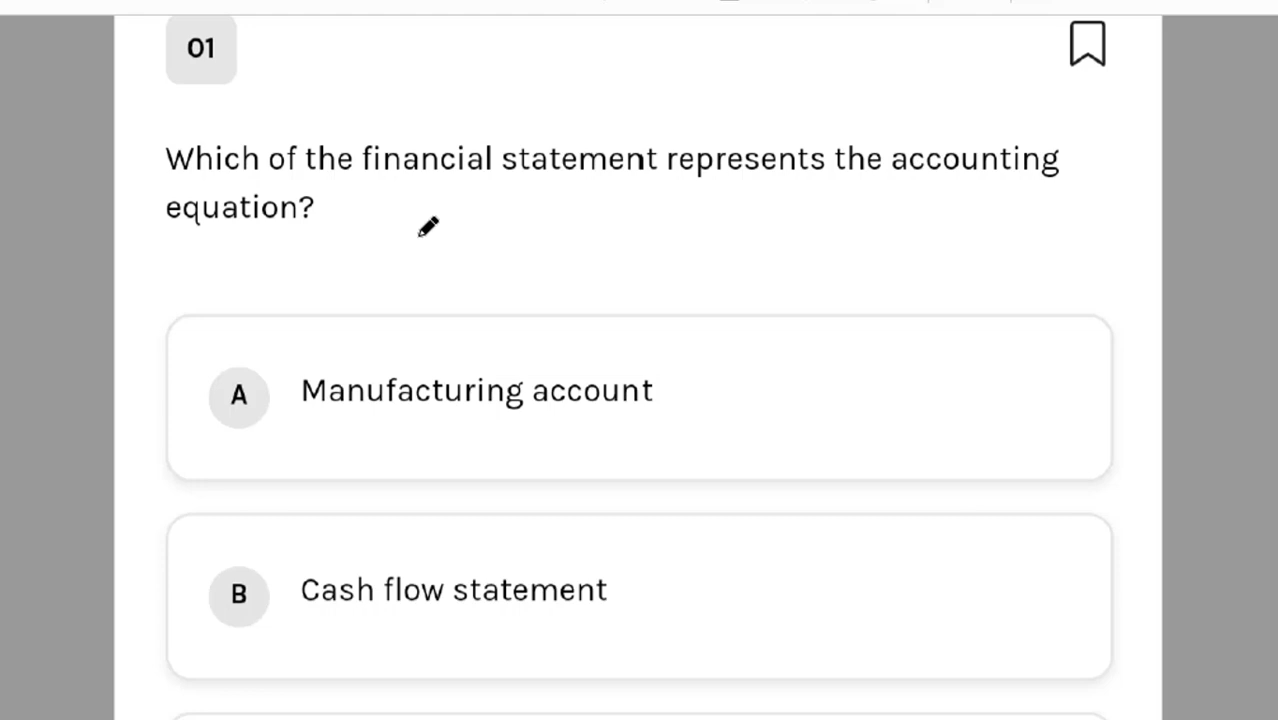 01
Which of the financial statement represents the accounting
equation?
A Manufacturing account
B Cash flow statement